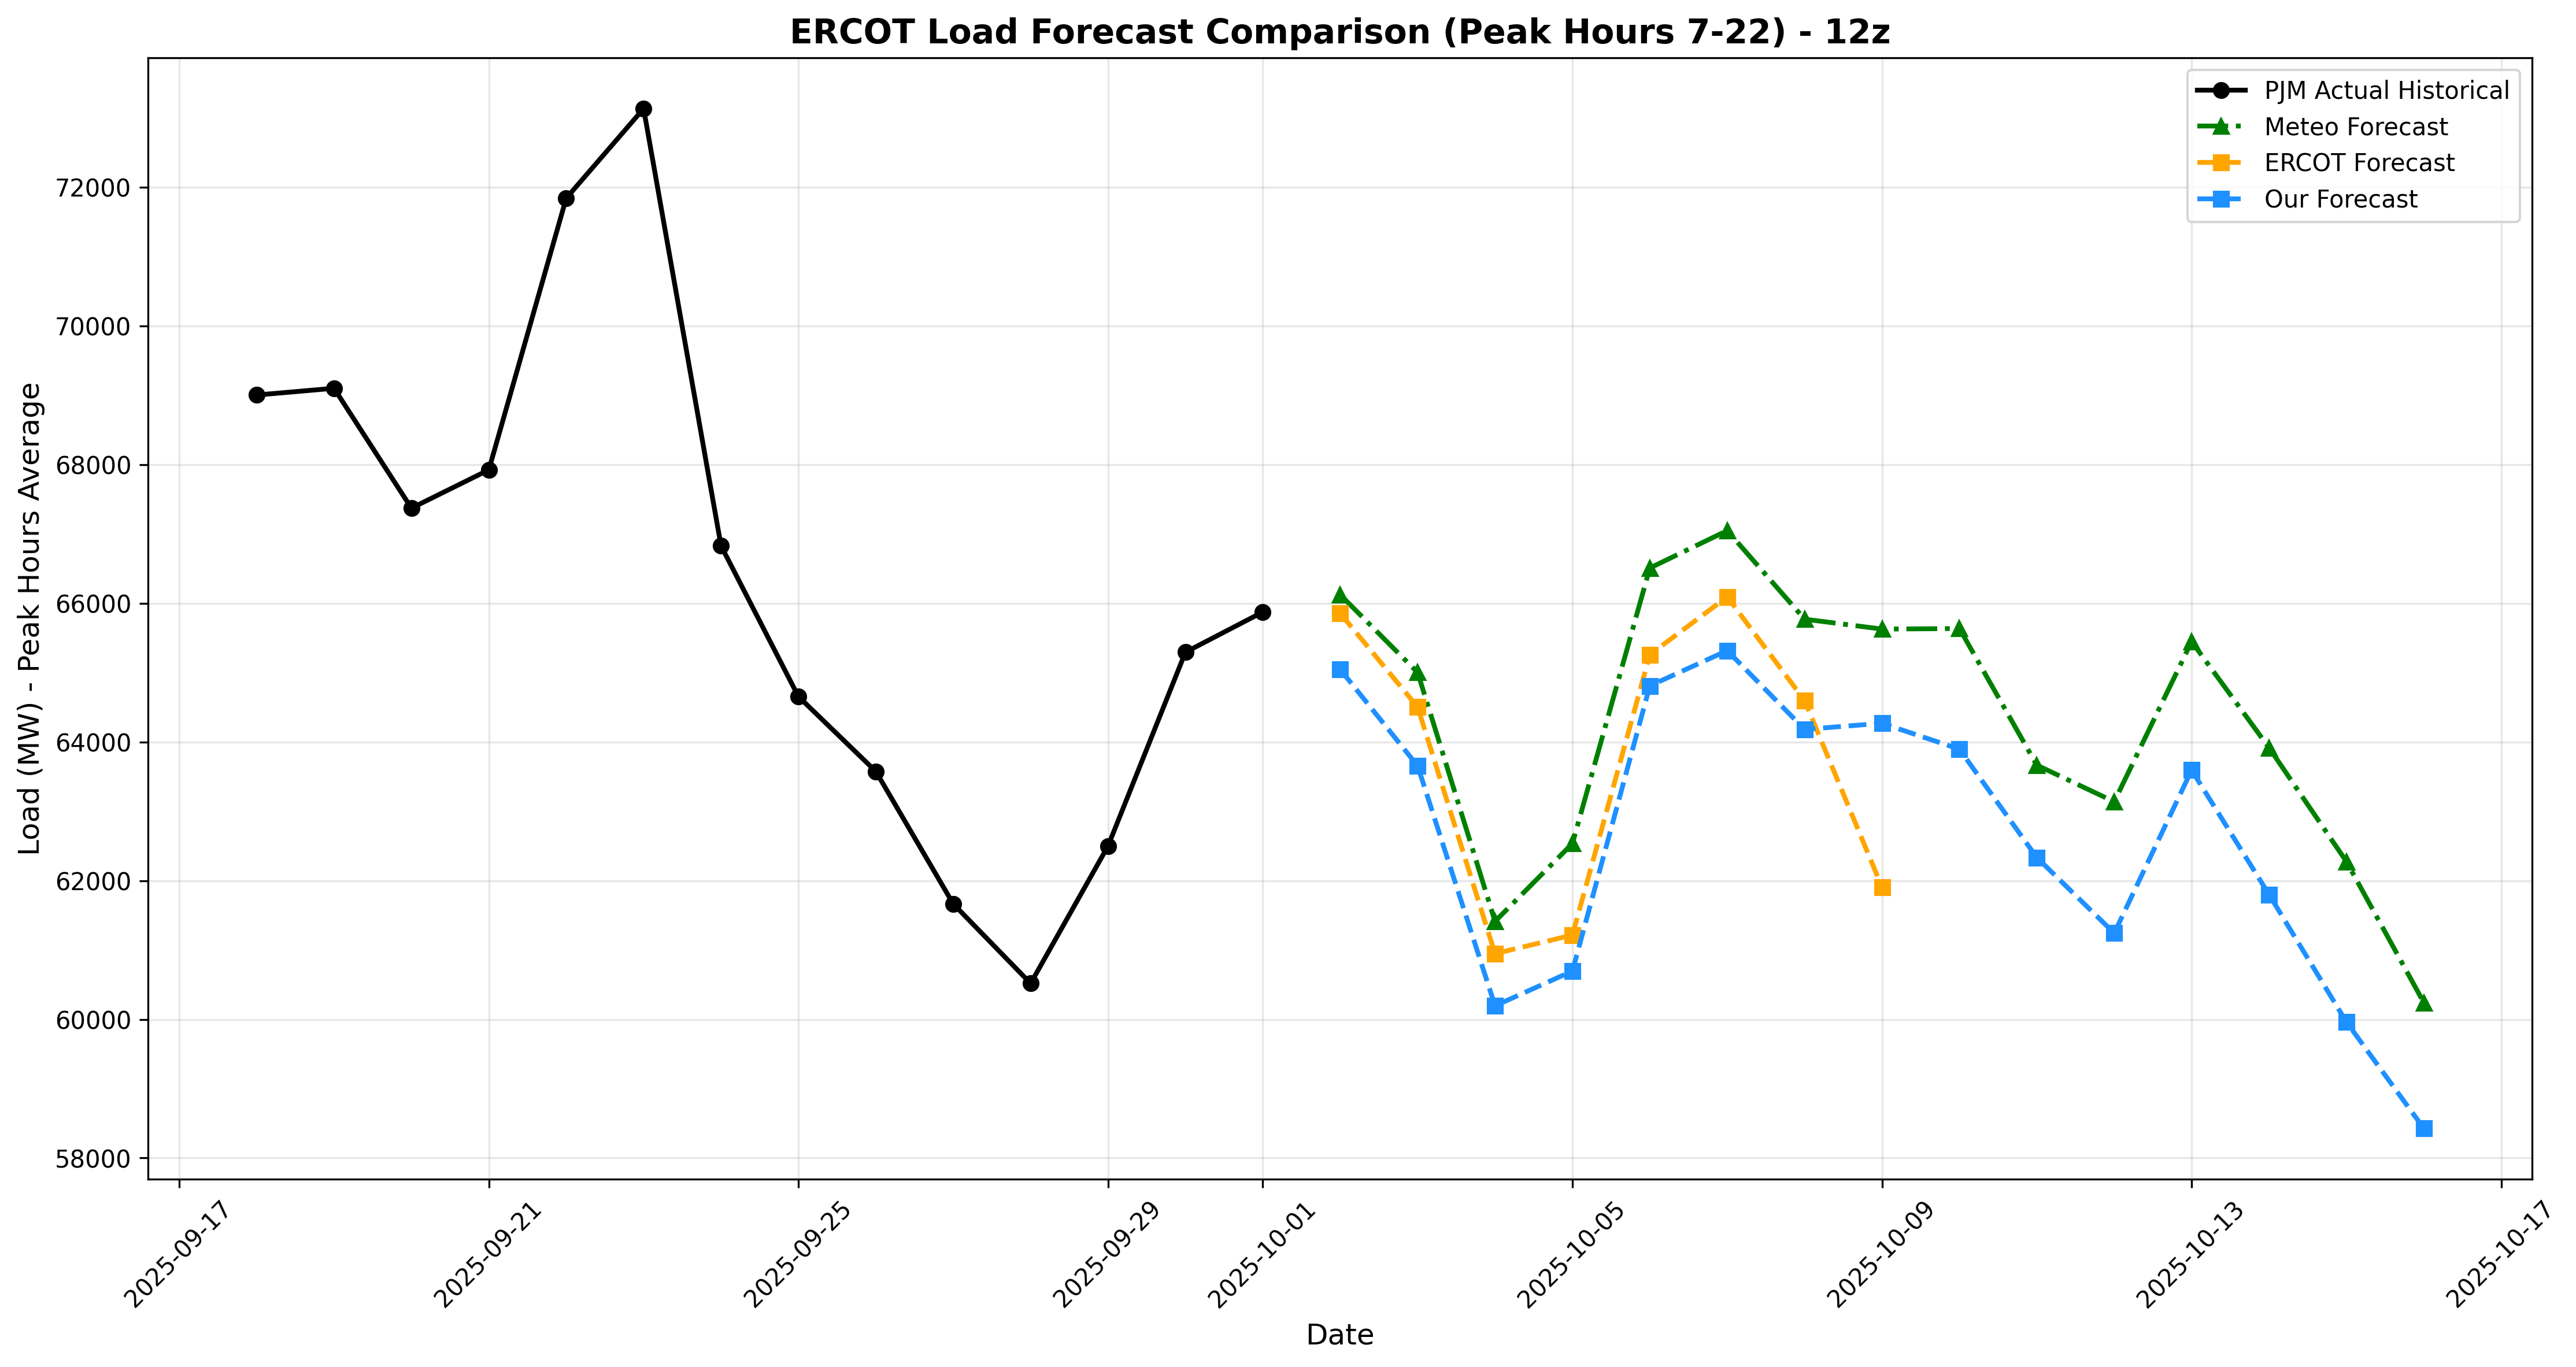 ERCOT Load Forecast Comparison (Peak Hours 7-22) - 12z
PJM Actual Historical
Meteo Forecast
ERCOT Forecast
Our Forecast
Load (MW) - Peak Hours Average
72000
70000
68000
66000
64000
62000
60000
58000
2025-09-17
2025-09-21
2025-09-25
2025-09-29
2025-10-01
2025-10-05
2025-10-09
2025-10-13
2025-10-17
Date